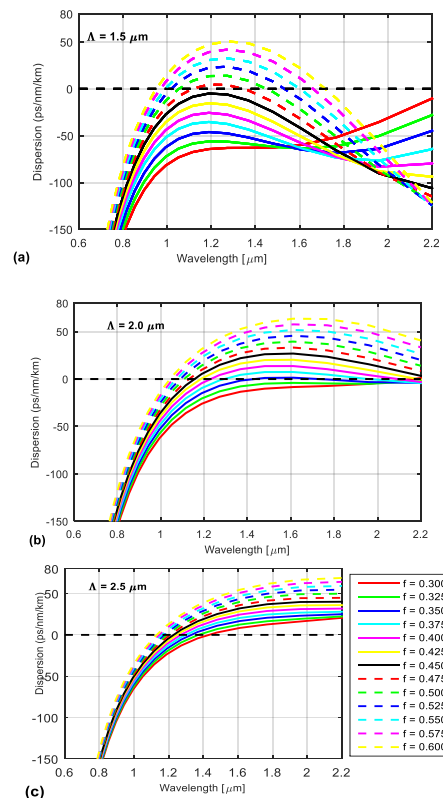 80
Λ = 1.5 μm
50
0
-50
-100
-150
Dispersion (ps/nm/km)
0.6 0.8 1 1.2 1.4 1.6 1.8 2 2.2
Wavelength [μm]
(a)
80
50
Λ = 2.0 μm
0
-50
-100
-150
Dispersion (ps/nm/km)
0.6 0.8 1 1.2 1.4 1.6 1.8 2 2.2
Wavelength [μm]
(b)
80
Λ = 2.5 μm
50
0
-50
-100
-150
Dispersion (ps/nm/km)
0.6 0.8 1 1.2 1.4 1.6 1.8 2 2.2
Wavelength [μm]
(c)
f = 0.300
f = 0.325
f = 0.350
f = 0.375
f = 0.400
f = 0.425
f = 0.450
f = 0.475
f = 0.500
f = 0.525
f = 0.550
f = 0.575
f = 0.600